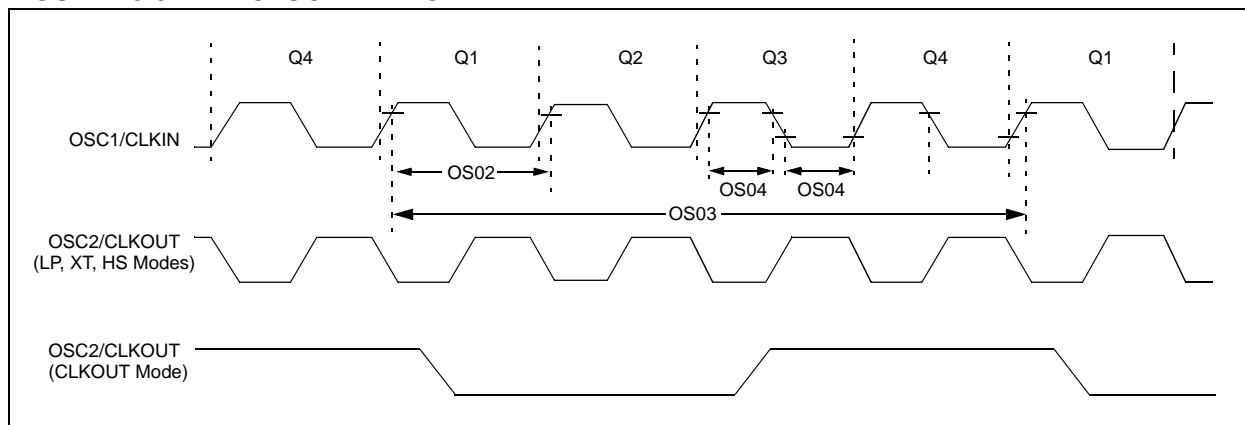 Q4 Q1 Q2 Q3 Q4 Q1
OSC1/CLKIN
OS02
OS04 OS04
OS03
OSC2/CLKOUT
(LP, XT, HS Modes)
OSC2/CLKOUT
(CLKOUT Mode)